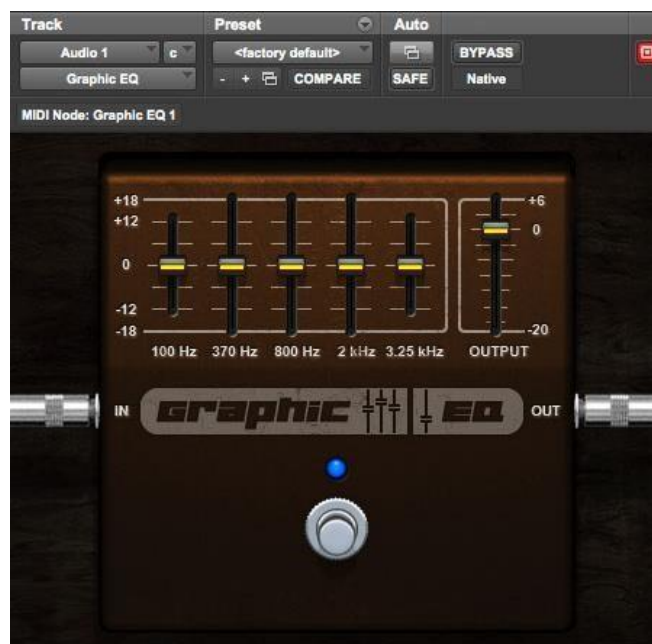 Track Preset Auto
Audio 1 c <factory default> BYPASS
Graphic EQ - + COMPARE SAFE Native
MIDI Node: Graphic EQ 1
+18 +6
+12 0
0
-12
-18 -20
100 Hz 370 Hz 800 Hz 2 kHz 3.25 kHz OUTPUT
IN Graphic EQ OUT